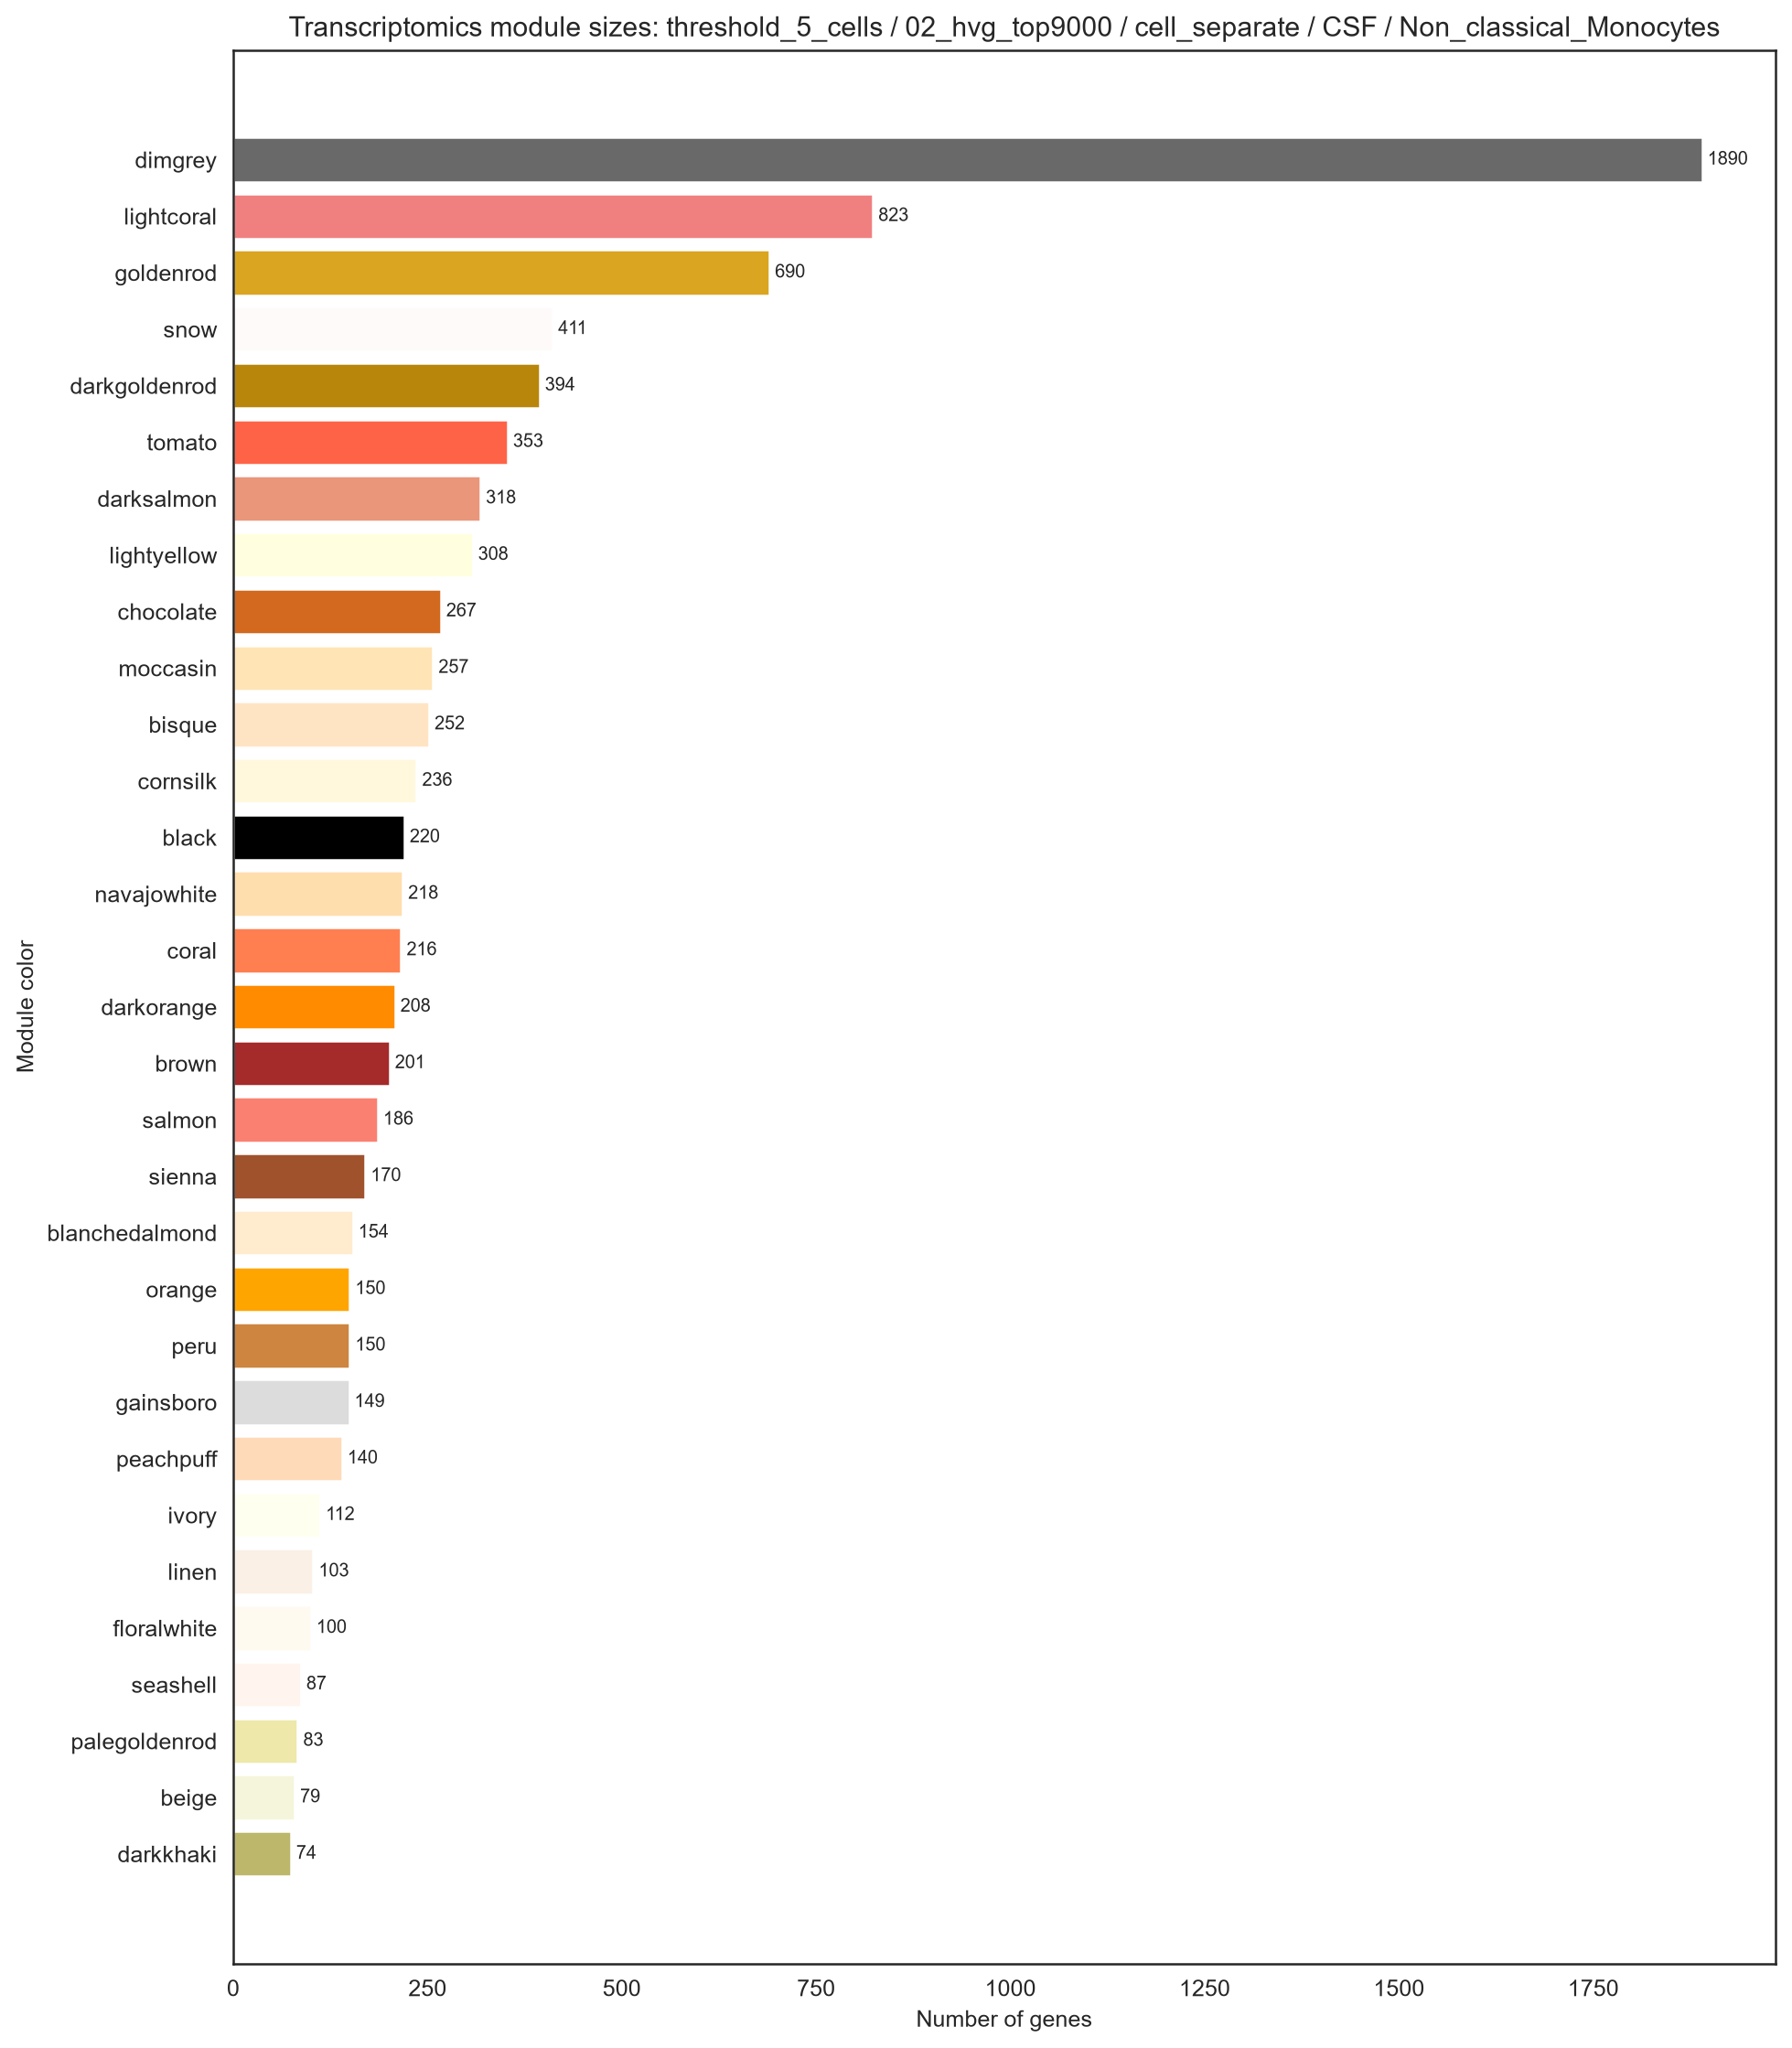 Transcriptomics module sizes: threshold_5_cells / 02_hvg_top9000 / cell_separate / CSF / Non_classical_Monocytes
dimgrey 1890
lightcoral 823
goldenrod 690
snow 411
darkgoldenrod 394
tomato 353
darksalmon 318
lightyellow 308
chocolate 267
moccasin 257
bisque 252
cornsilk 236
black 220
navajowhite 218
coral 216
darkorange 208
brown 201
salmon 186
sienna 170
blanchedalmond 154
orange 150
peru 150
gainsboro 149
peachpuff 140
ivory 112
linen 103
floralwhite 100
seashell 87
palegoldenrod 83
beige 79
darkkhaki 74
Module color
0 250 500 750 1000 1250 1500 1750
Number of genes